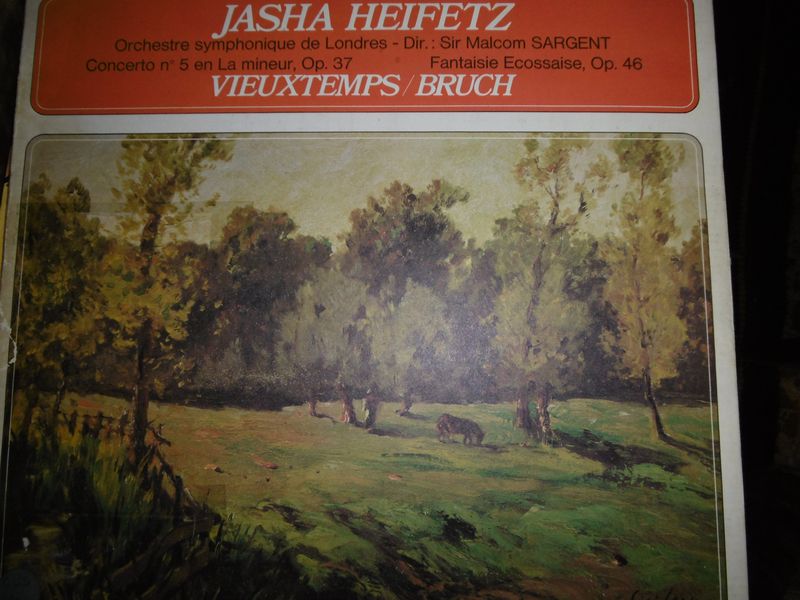 JASHA HEIFETZ
Orchestre symphonique de Londres - Dir. : Sir Malcom SARGENT
Concerto n° 5 en La mineur, Op. 37 Fantaisie Ecossaise, Op. 46
VIEUXTEMPS / BRUCH